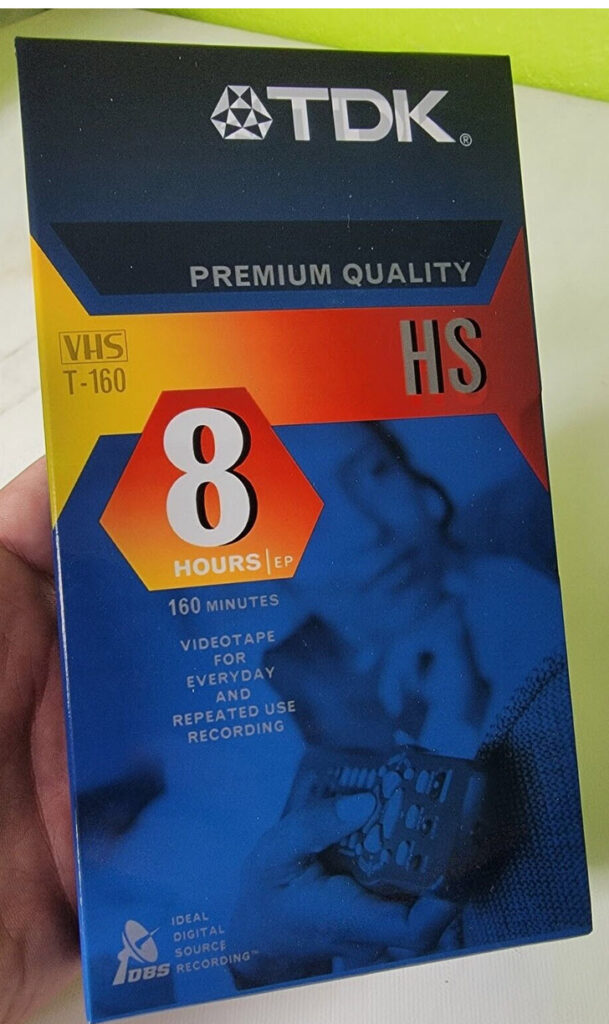 TDK®
PREMIUM QUALITY
VHS
T-160
HS
8
HOURS|EP
160 MINUTES
VIDEOTAPE
FOR
EVERYDAY
AND
REPEATED USE
RECORDING
DBS
IDEAL
DIGITAL
SOURCE
RECORDING™